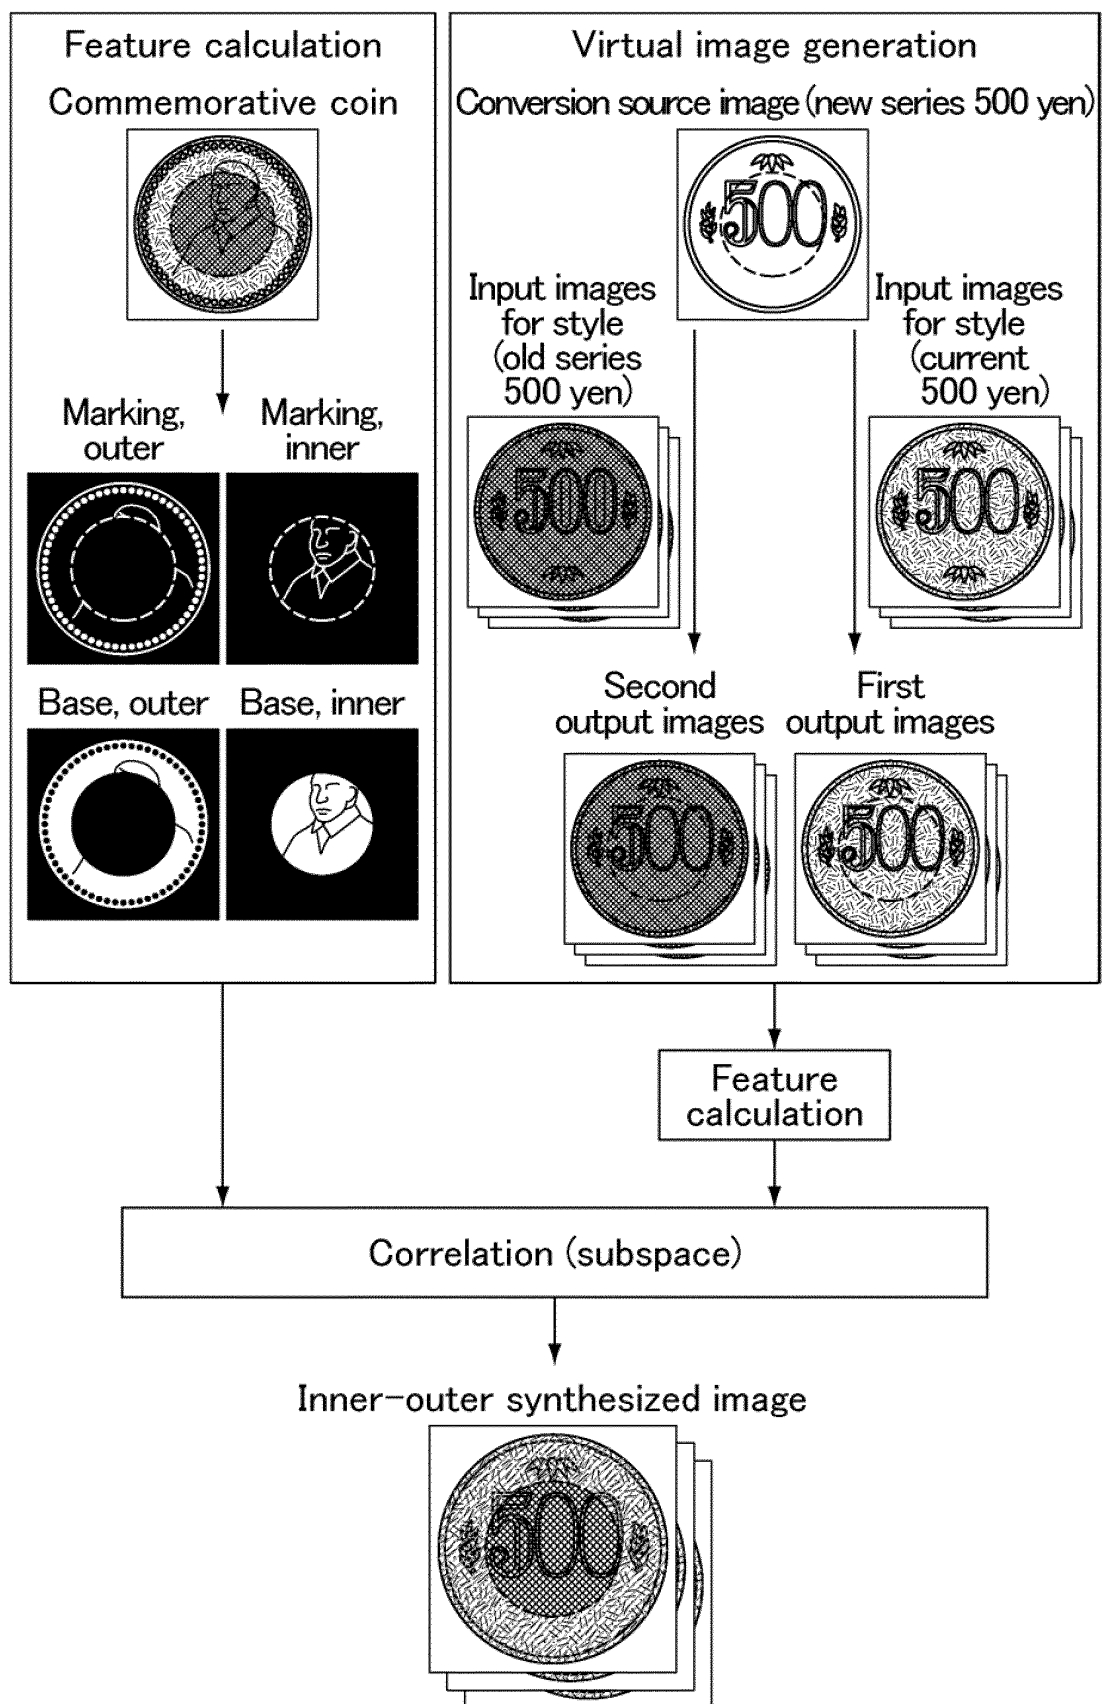 Feature calculation
Commemorative coin
Marking,
outer
Marking,
inner
Base, outer
Base, inner
Virtual image generation
Conversion source image (new series 500 yen)
500
Input images
for style
(old series
500 yen)
500
Input images
for style
(current
500 yen)
500
Second
output images
500
First
output images
500
Feature
calculation
Correlation (subspace)
Inner-outer synthesized image
500